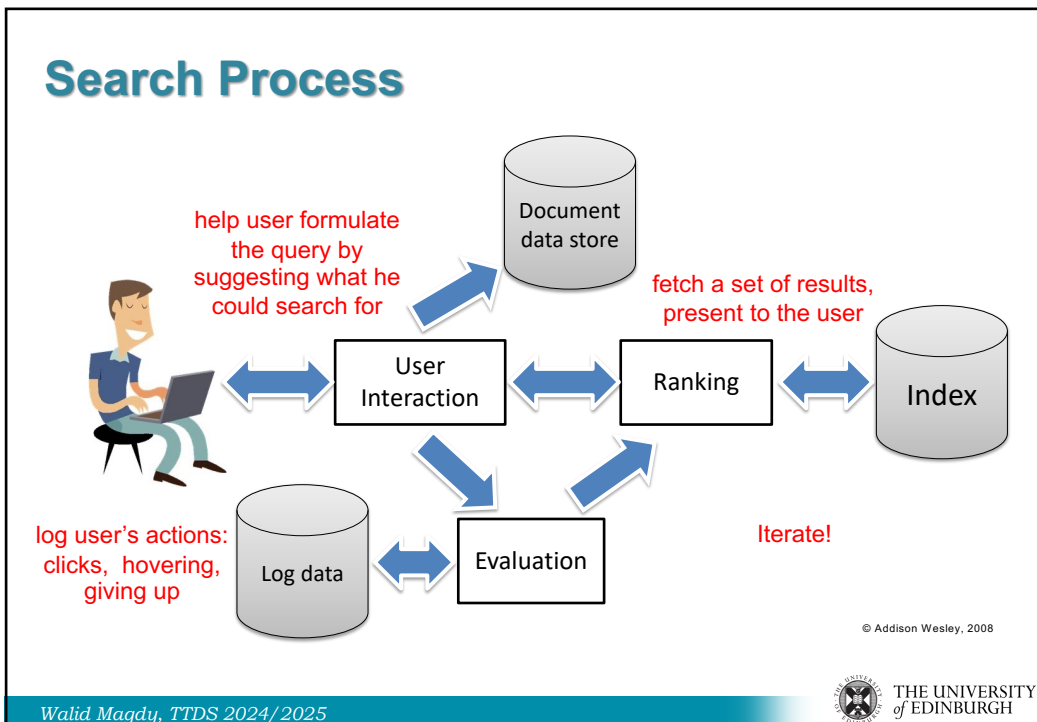 Search Process
help user formulate
the query by
suggesting what he
could search for
Document
data store
fetch a set of results,
present to the user
User
Interaction
Ranking
Index
log user's actions:
clicks, hovering,
giving up
Log data
Evaluation
Iterate!
© Addison Wesley, 2008
Walid Magdy, TTDS 2024/2025
THE UNIVERSITY
of EDINBURGH